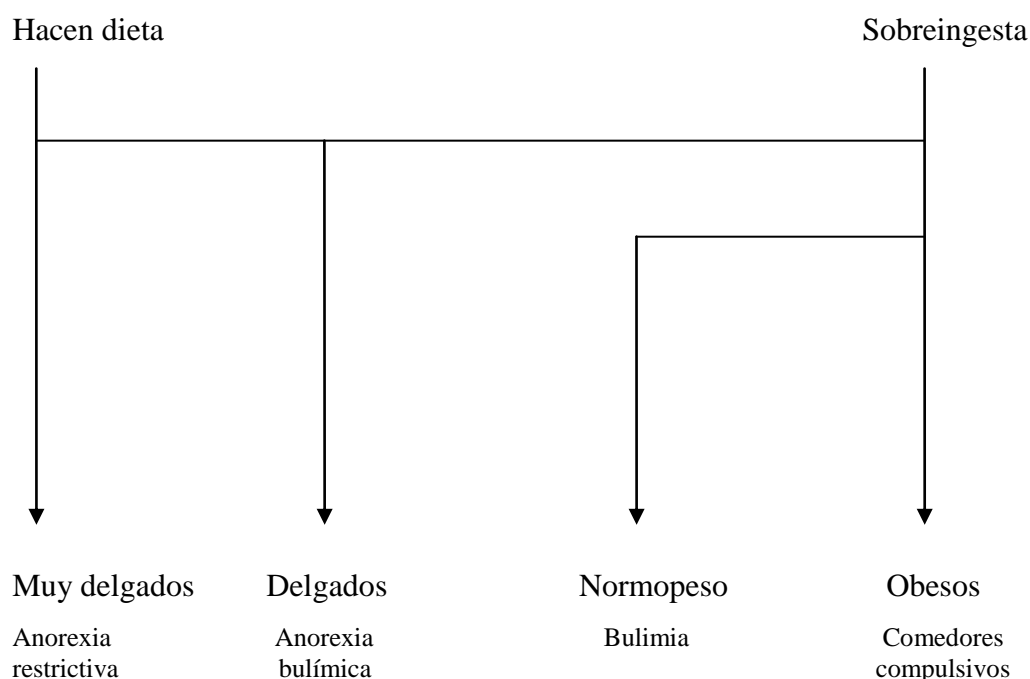 Hacen dieta
Sobreingesta
Muy delgados
Delgados
Normopeso
Obesos
Anorexia
restrictiva
Anorexia
bulímica
Bulimia
Comedores
compulsivos